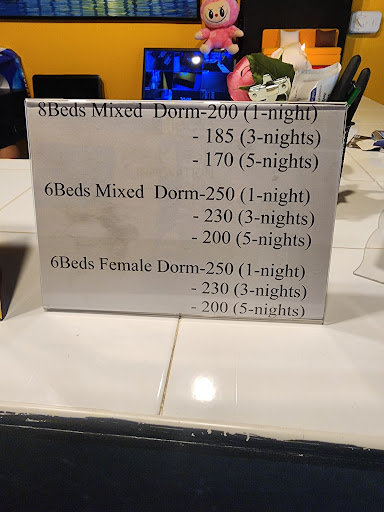 8Beds Mixed Dorm-200 (1-night)
- 185 (3-nights)
- 170 (5-nights)
6Beds Mixed Dorm-250 (1-night)
- 230 (3-nights)
- 200 (5-nights)
6Beds Female Dorm-250 (1-night)
- 230 (3-nights)
- 200 (5-nights)